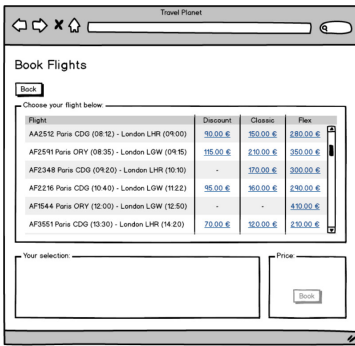 Travel Planet
Book Flights
Back
Choose your flight below:
Flight Discount Classic Flex
AA2512 Paris CDG (08:12) - London LHR (09:00) 90.00 € 150.00 € 280.00 €
AF2591 Paris ORY (08:35) - London LGW (09:15) 115.00 € 210.00 € 350.00 €
AF2348 Paris CDG (09:20) - London LHR (10:10) - 170.00 € 300.00 €
AF2216 Paris CDG (10:40) - London LGW (11:22) 95.00 € 160.00 € 290.00 €
AF1544 Paris ORY (12:00) - London LGW (12:50) - - 410.00 €
AF3551 Paris CDG (13:30) - London LHR (14:20) 70.00 € 120.00 € 210.00 €
Your selection: Price:
Book